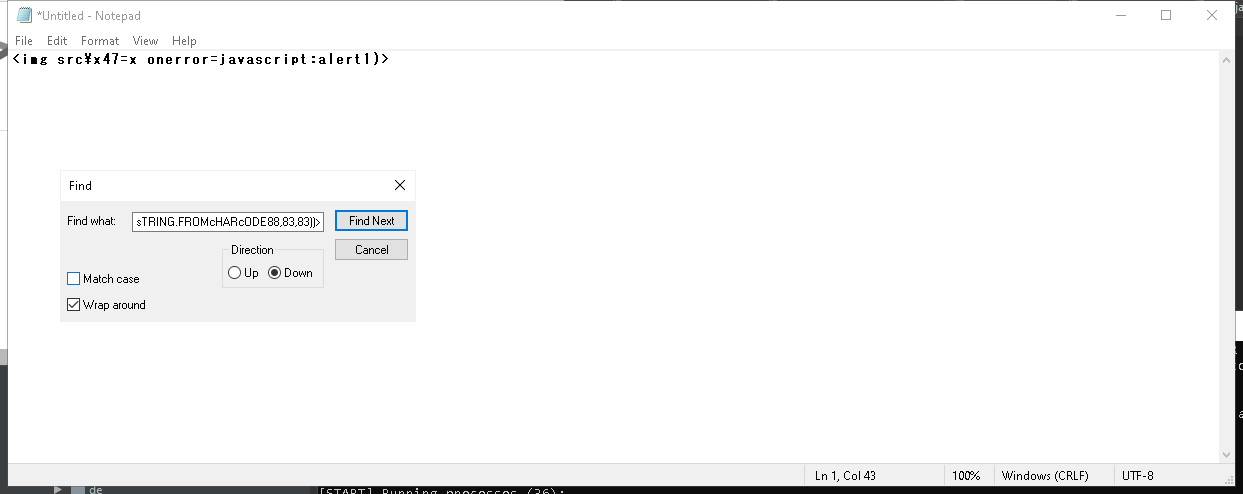 *Untitled - Notepad
File Edit Format View Help
<img src¥x47=x onerror=javascript:alert1)>
Find
Find what: sTRING.FROMcHARcODE88,83,83))> Find Next
Direction Cancel
Up Down
Match case
Wrap around
Ln 1, Col 43 100% Windows (CRLF) UTF-8
de
[START] Running processes (36):